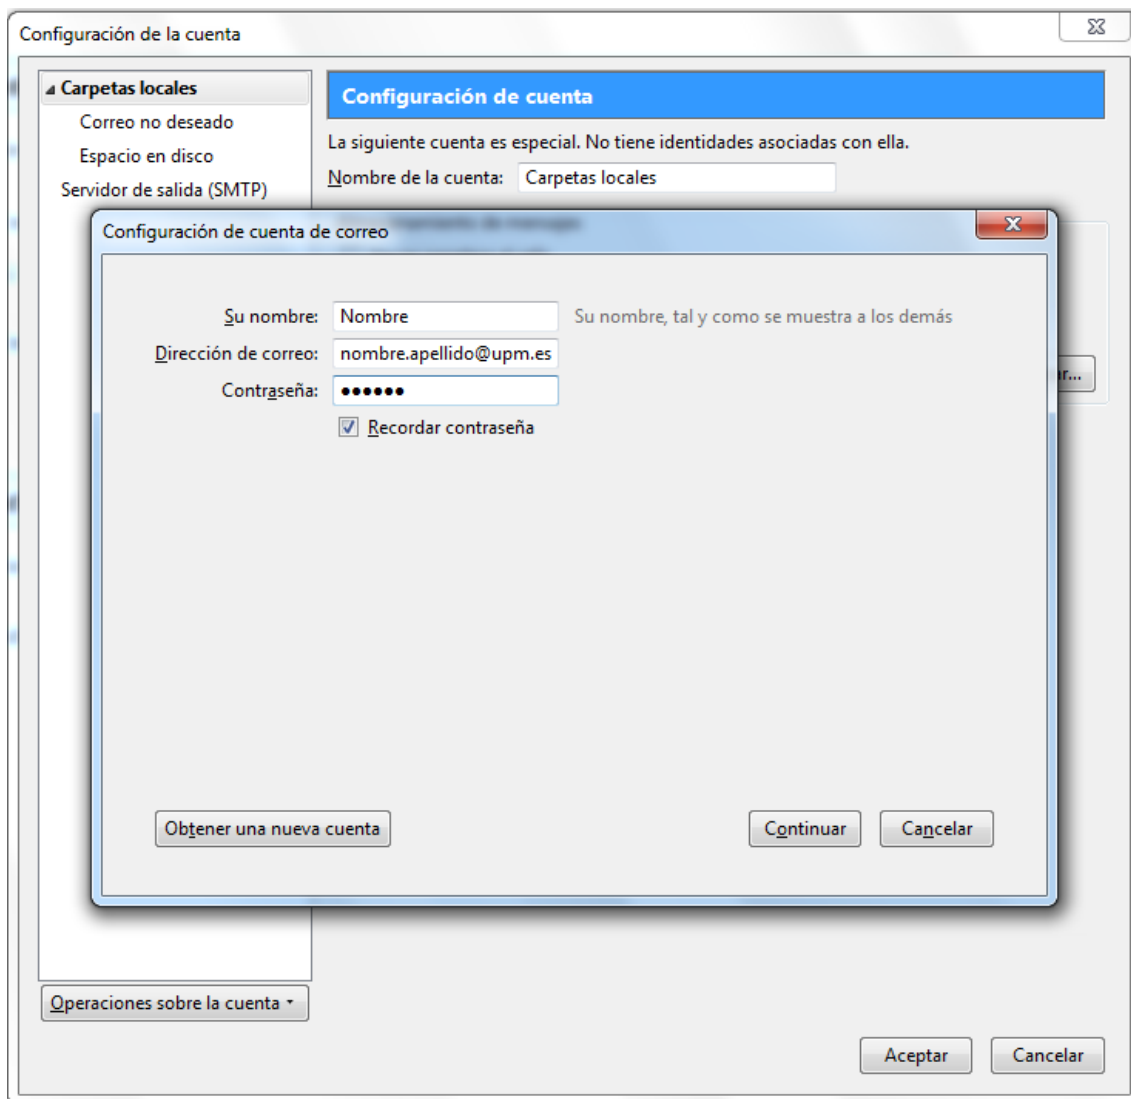 Configuración de la cuenta
Carpetas locales
Correo no deseado
Espacio en disco
Servidor de salida (SMTP)
Configuración de cuenta
La siguiente cuenta es especial. No tiene identidades asociadas con ella.
Nombre de la cuenta: Carpetas locales
de mensajes
Configuración de cuenta de correo
Su nombre: Nombre Su nombre, tal y como se muestra a los demás
Dirección de correo: nombre.apellido@upm.es
Contraseña: ●●●●●●
Recordar contraseña
r...
Obtener una nueva cuenta Continuar Cancelar
Operaciones sobre la cuenta
Aceptar Cancelar